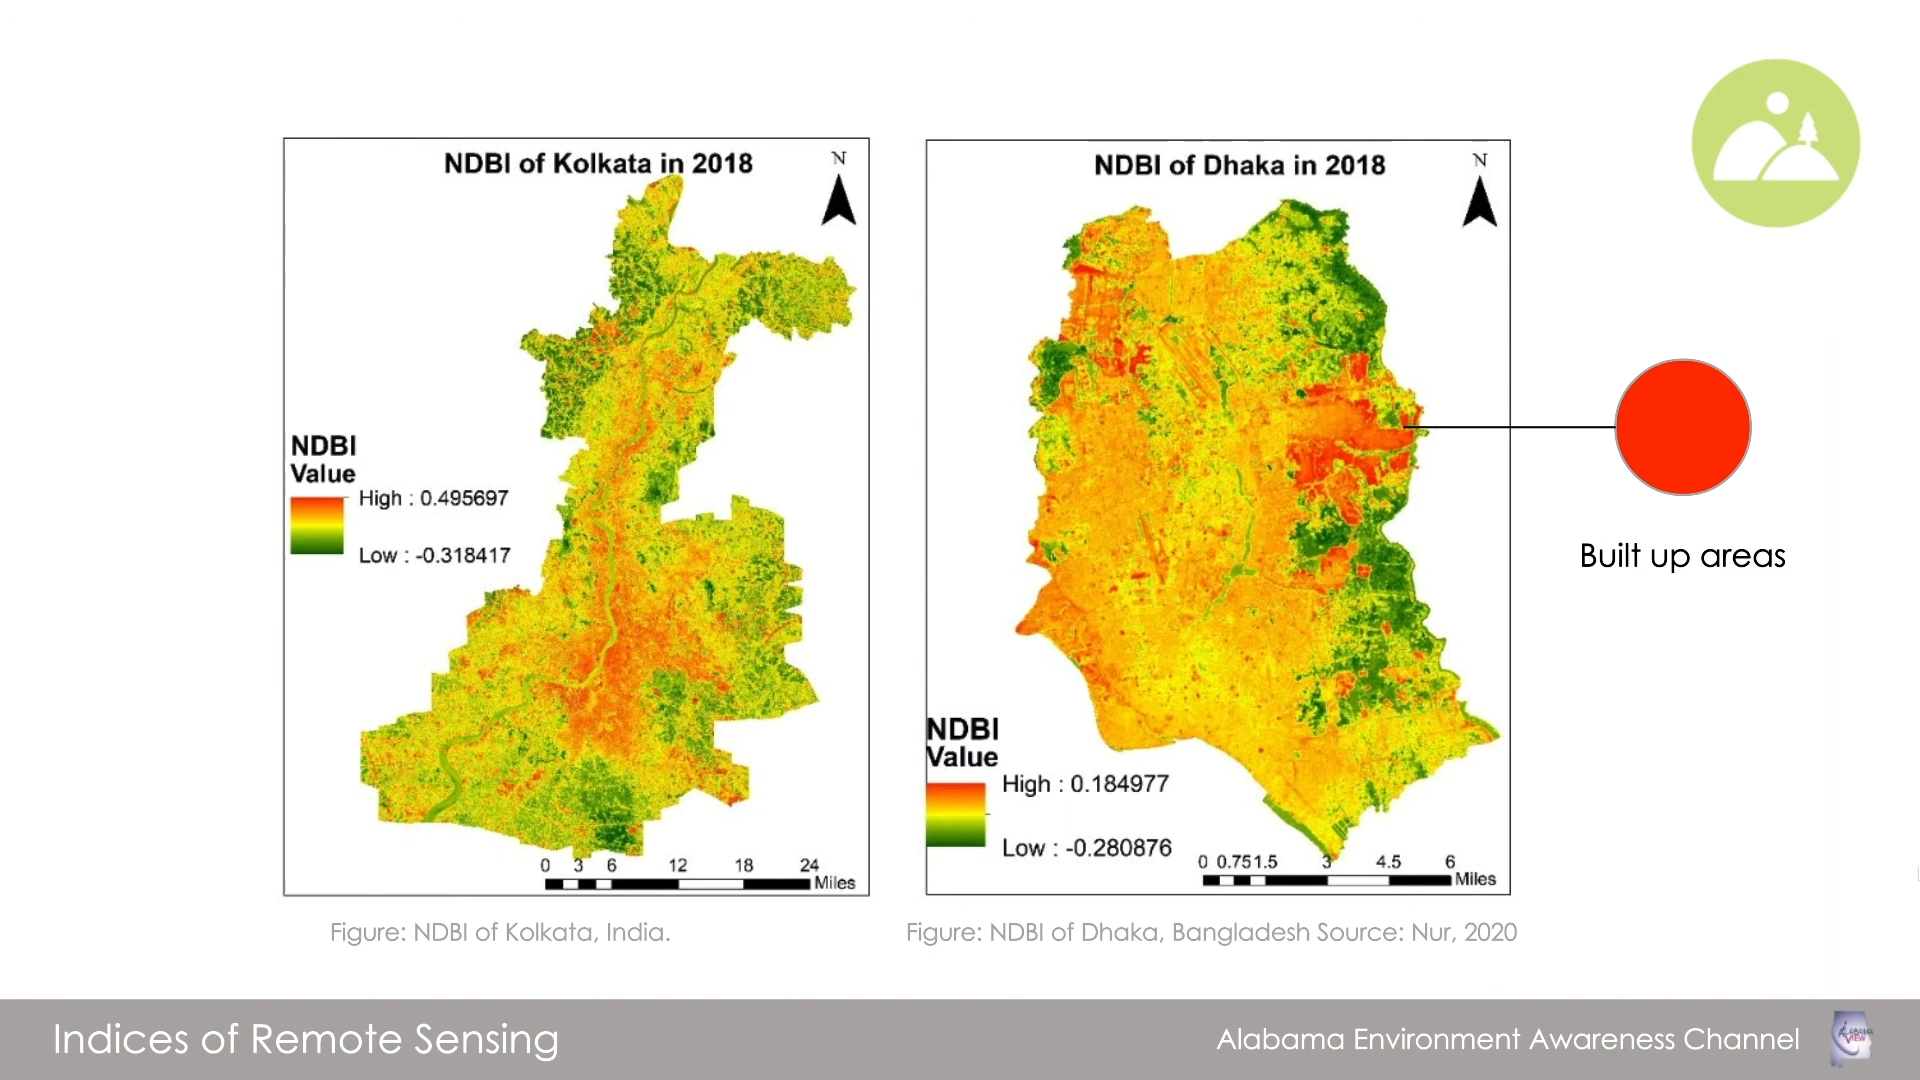 NDBI of Kolkata in 2018
N
NDBI
Value
High : 0.495697
Low : -0.318417
0 3 6 12 18 24
Miles
NDBI of Dhaka in 2018
N
NDBI
Value
High : 0.184977
Low : -0.280876
0 0.75 1.5 3 4.5 6
Miles
Built up areas
Figure: NDBI of Kolkata, India.
Figure: NDBI of Dhaka, Bangladesh Source: Nur, 2020
Indices of Remote Sensing
Alabama Environment Awareness Channel
ALABAMA
VIEW